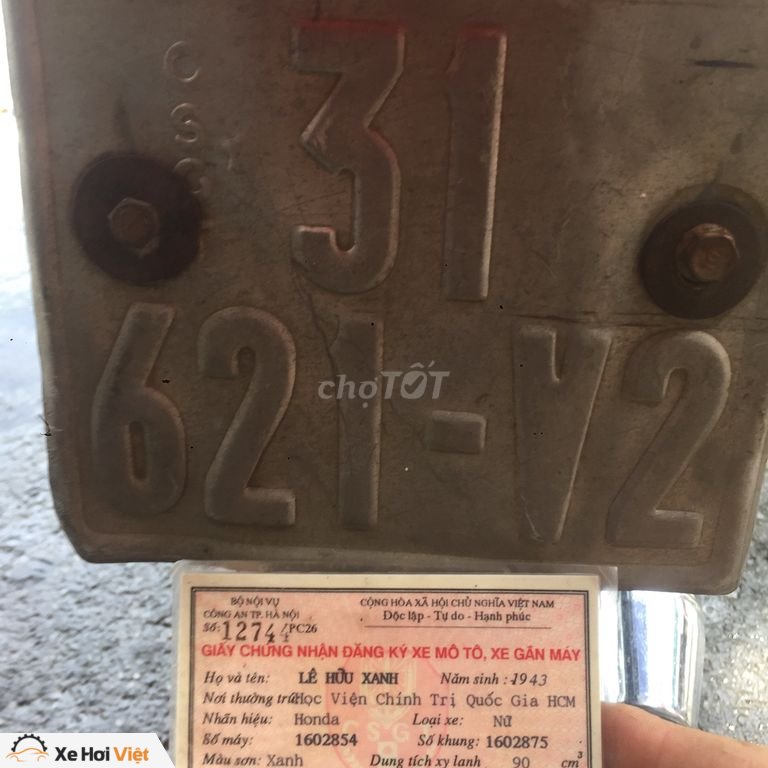 31
621-V2
chợTỐT
BỘ NỘI VỤ
CÔNG AN TP. HÀ NỘI
Số: 1274/PC26
CỘNG HÒA XÃ HỘI CHỦ NGHĨA VIỆT NAM
Độc lập - Tự do - Hạnh phúc
GIẤY CHỨNG NHẬN ĐĂNG KÝ XE MÔ TÔ, XE GẮN MÁY
Họ và tên: LÊ HỮU XANH Năm sinh: 1943
Nơi thường trú: Học Viện Chính Trị Quốc Gia HCM
Nhãn hiệu: Honda Loại xe: Nữ
Số máy: 1602854 Số khung: 1602875
Màu sơn: Xanh Dung tích xy lanh 90 cm³
Xe Hơi Việt